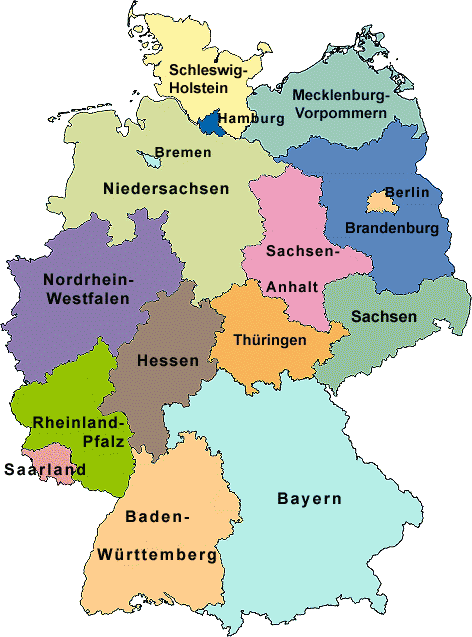 Schleswig-
Holstein
Mecklenburg-
Vorpommern
Hamburg
Bremen
Niedersachsen
Berlin
Brandenburg
Sachsen-
Anhalt
Nordrhein-
Westfalen
Sachsen
Thüringen
Hessen
Rheinland-
Pfalz
Saarland
Bayern
Baden-
Württemberg